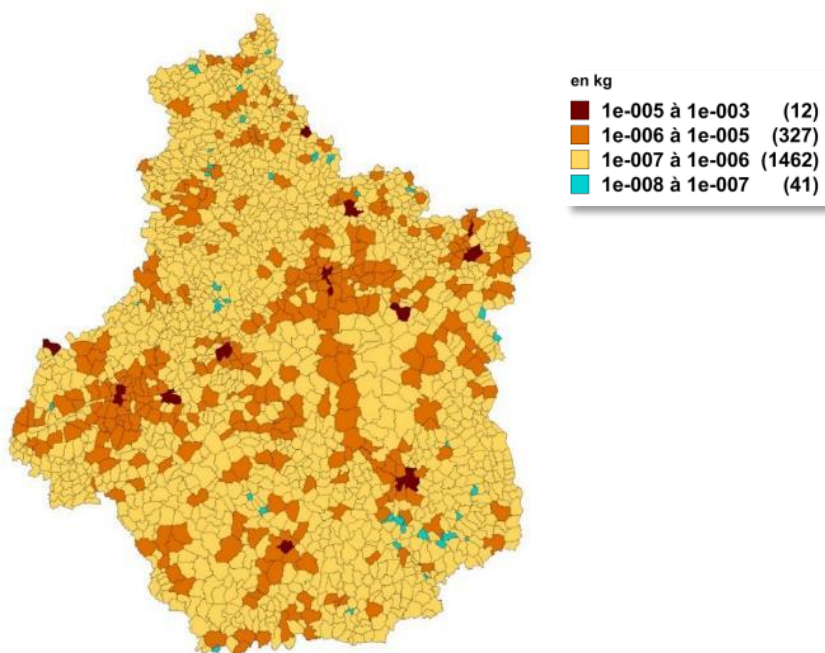 en kg
1e-005 à 1e-003 (12)
1e-006 à 1e-005 (327)
1e-007 à 1e-006 (1462)
1e-008 à 1e-007 (41)